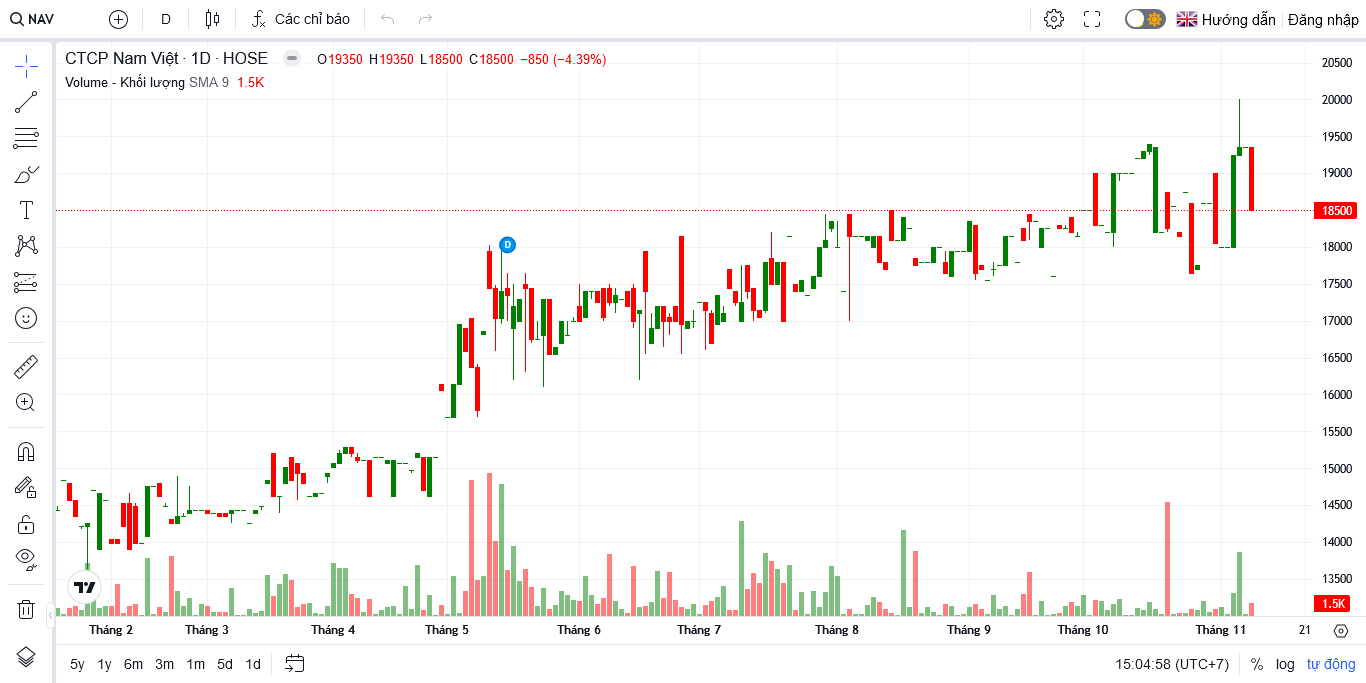 NAV D Các chỉ báo Hướng dẫn Đăng nhập
CTCP Nam Việt · 1D · HOSE O19350 H19350 L18500 C18500 −850 (−4.39%)
Volume - Khối lượng SMA 9 1.5K
20500
20000
19500
19000
18500
18000
17500
17000
16500
16000
15500
15000
14500
14000
13500
1.5K
D
Tháng 2 Tháng 3 Tháng 4 Tháng 5 Tháng 6 Tháng 7 Tháng 8 Tháng 9 Tháng 10 Tháng 11 21
5y 1y 6m 3m 1m 5d 1d 15:04:58 (UTC+7) % log tự động